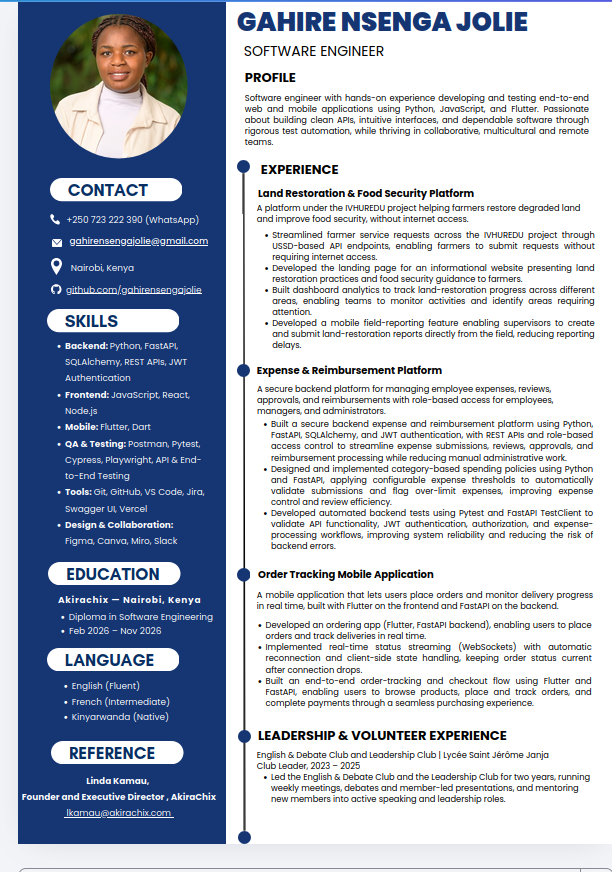 GAHIRE NSENGA JOLIE
SOFTWARE ENGINEER
PROFILE
Software engineer with hands-on experience developing and testing end-to-end
web and mobile applications using Python, JavaScript, and Flutter. Passionate
about building clean APIs, intuitive interfaces, and dependable software through
rigorous test automation, while thriving in collaborative, multicultural and remote
teams.
CONTACT
+250 723 222 390 (WhatsApp)
gahirensengajolie@gmail.com
Nairobi, Kenya
github.com/gahirensengajolie
SKILLS
• Backend: Python, FastAPI,
SQLAlchemy, REST APIs, JWT
Authentication
• Frontend: JavaScript, React,
Node.js
• Mobile: Flutter, Dart
• QA & Testing: Postman, Pytest,
Cypress, Playwright, API & End-
to-End Testing
• Tools: Git, GitHub, VS Code, Jira,
Swagger UI, Vercel
• Design & Collaboration:
Figma, Canva, Miro, Slack
EDUCATION
Akirachix — Nairobi, Kenya
• Diploma in Software Engineering
• Feb 2026 – Nov 2026
LANGUAGE
• English (Fluent)
• French (Intermediate)
• Kinyarwanda (Native)
REFERENCE
Linda Kamau,
Founder and Executive Director , AkiraChix
lkamau@akirachix.com
EXPERIENCE
Land Restoration & Food Security Platform
A platform under the IVHUREDU project helping farmers restore degraded land
and improve food security, without internet access.
• Streamlined farmer service requests across the IVHUREDU project through
USSD-based API endpoints, enabling farmers to submit requests without
requiring internet access.
• Developed the landing page for an informational website presenting land
restoration practices and food security guidance to farmers.
• Built dashboard analytics to track land-restoration progress across different
areas, enabling teams to monitor activities and identify areas requiring
attention.
• Developed a mobile field-reporting feature enabling supervisors to create
and submit land-restoration reports directly from the field, reducing reporting
delays.
Expense & Reimbursement Platform
A secure backend platform for managing employee expenses, reviews,
approvals, and reimbursements with role-based access for employees,
managers, and administrators.
• Built a secure backend expense and reimbursement platform using Python,
FastAPI, SQLAlchemy, and JWT authentication, with REST APIs and role-based
access control to streamline expense submissions, reviews, approvals, and
reimbursement processing while reducing manual administrative work.
• Designed and implemented category-based spending policies using Python
and FastAPI, applying configurable expense thresholds to automatically
validate submissions and flag over-limit expenses, improving expense
control and review efficiency.
• Developed automated backend tests using Pytest and FastAPI TestClient to
validate API functionality, JWT authentication, authorization, and expense-
processing workflows, improving system reliability and reducing the risk of
backend errors.
Order Tracking Mobile Application
A mobile application that lets users place orders and monitor delivery progress
in real time, built with Flutter on the frontend and FastAPI on the backend.
• Developed an ordering app (Flutter, FastAPI backend), enabling users to place
orders and track deliveries in real time.
• Implemented real-time status streaming (WebSockets) with automatic
reconnection and client-side state handling, keeping order status current
after connection drops.
• Built an end-to-end order-tracking and checkout flow using Flutter and
FastAPI, enabling users to browse products, place and track orders, and
complete payments through a seamless purchasing experience.
LEADERSHIP & VOLUNTEER EXPERIENCE
English & Debate Club and Leadership Club | Lycée Saint Jérôme Janja
Club Leader, 2023 – 2025
• Led the English & Debate Club and the Leadership Club for two years, running
weekly meetings, debates and member-led presentations, and mentoring
new members into active speaking and leadership roles.